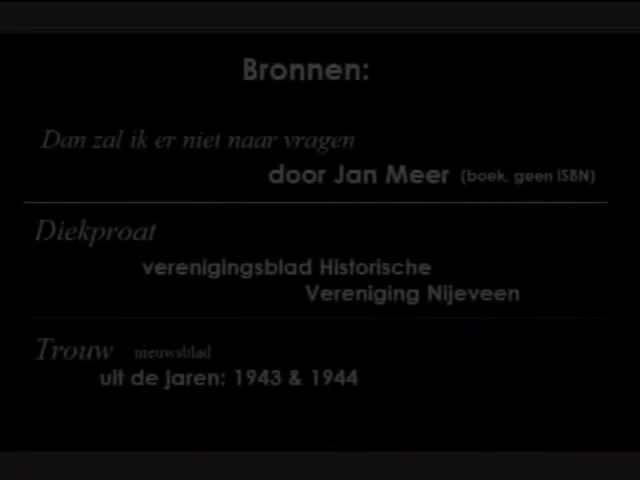 Bronnen:
Dan zal ik er niet naar vragen
door Jan Meer (boek, geen ISBN)
Diekproat
verenigingsblad Historische
Vereniging Nijeveen
Trouw nieuwsblad
uit de jaren: 1943 & 1944